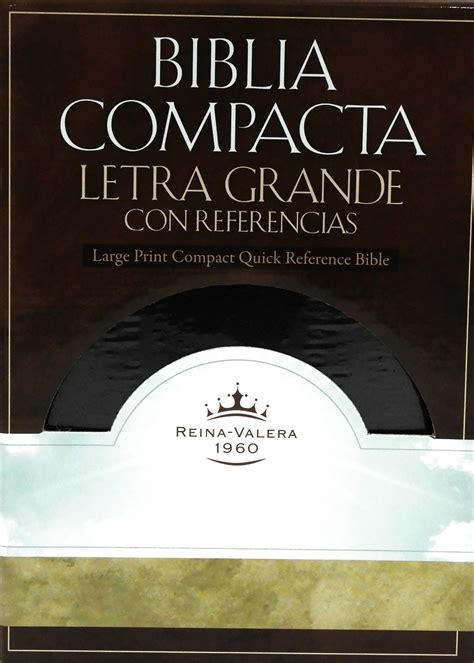 BIBLIA
COMPACTA
LETRA GRANDE
CON REFERENCIAS
Large Print Compact Quick Reference Bible
REINA-VALERA
1960